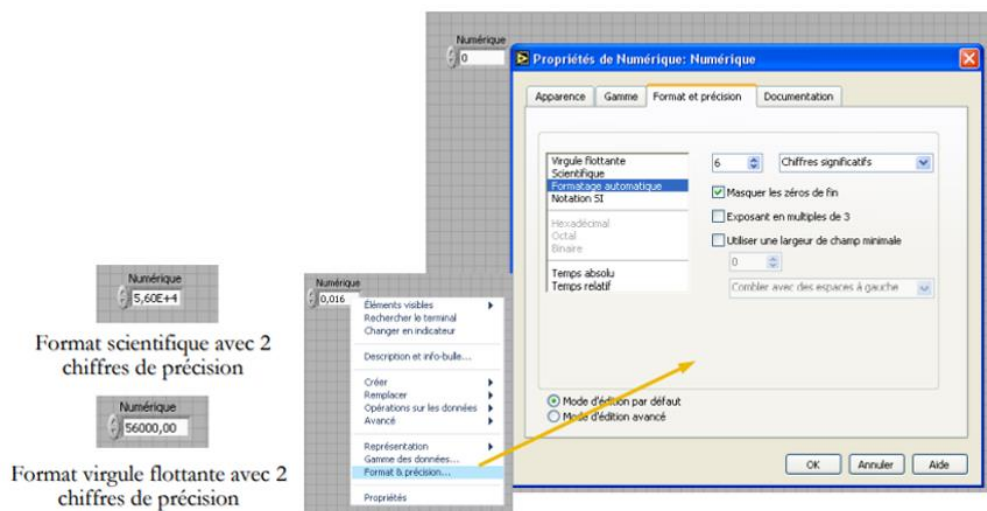 Numérique
0
Propriétés de Numérique: Numérique
Apparence Gamme Format et précision Documentation
Virgule flottante
Scientifique
Formatage automatique
Notation SI
Hexadécimal
Octal
Binaire
Temps absolu
Temps relatif
6 Chiffres significatifs
Masquer les zéros de fin
Exposant en multiples de 3
Utiliser une largeur de champ minimale
0
Combler avec des espaces à gauche
Mode d'édition par défaut
Mode d'édition avancé
OK Annuler Aide
Numérique
5,60E+4
Format scientifique avec 2
chiffres de précision
Numérique
56000,00
Format virgule flottante avec 2
chiffres de précision
Numérique
0,016
Éléments visibles
Rechercher le terminal
Changer en indicateur
Description et info-bulle...
Créer
Remplacer
Opérations sur les données
Avancé
Représentation
Gamme des données...
Format & précision...
Propriétés